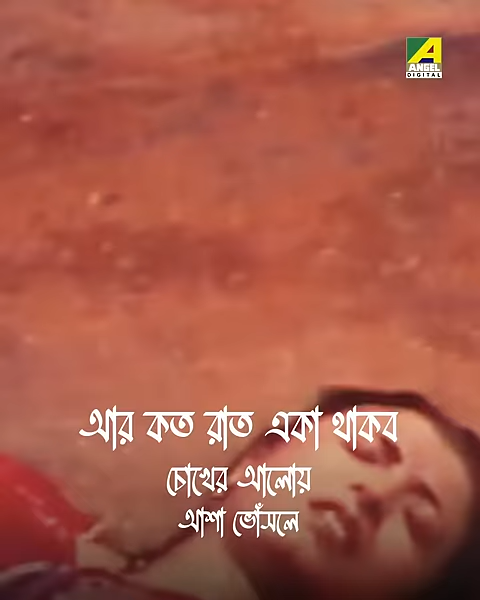 A
ANGEL
DIGITAL
আর কত রাত একা থাকব
চোখের আলোয়
আশা ভোঁসলে